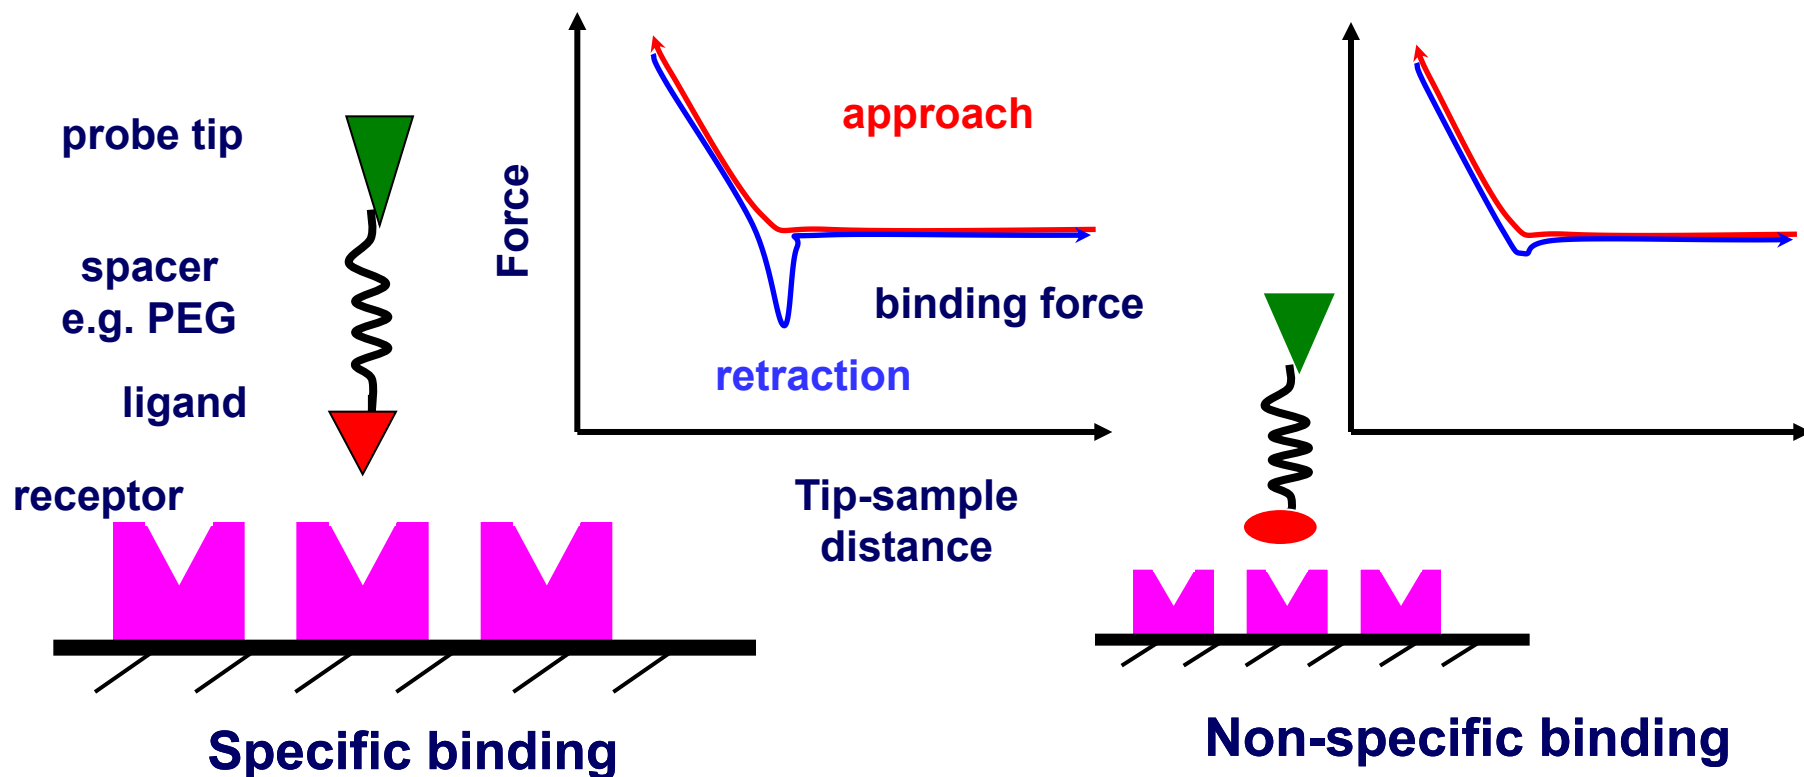 probe tip
spacer
e.g. PEG
ligand
receptor
Force
approach
binding force
retraction
Tip-sample
distance
Specific binding
Non-specific binding